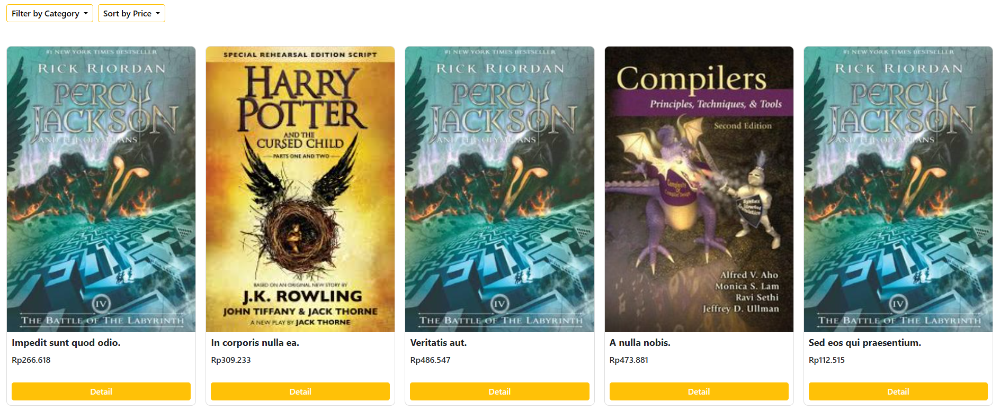 Filter by Category
Sort by Price
#1 NEW YORK TIMES BESTSELLER
RICK RIORDAN
PERCY
JACKSON
AND THE OLYMPIANS
IV
THE BATTLE OF THE LABYRINTH
Impedit sunt quod odio.
Rp266.618
Detail
SPECIAL REHEARSAL EDITION SCRIPT
HARRY
POTTER
AND THE
CURSED CHILD
PARTS ONE AND TWO
BASED ON AN ORIGINAL NEW STORY BY
J.K. ROWLING
JOHN TIFFANY & JACK THORNE
A NEW PLAY BY JACK THORNE
In corporis nulla ea.
Rp309.233
Detail
#1 NEW YORK TIMES BESTSELLER
RICK RIORDAN
PERCY
JACKSON
AND THE OLYMPIANS
IV
THE BATTLE OF THE LABYRINTH
Veritatis aut.
Rp486.547
Detail
Compilers
Principles, Techniques, & Tools
Second Edition
Complexity
of
Compiler Design
Syntax
Directed
Translation
Alfred V. Aho
Monica S. Lam
Ravi Sethi
Jeffrey D. Ullman
A nulla nobis.
Rp473.881
Detail
#1 NEW YORK TIMES BESTSELLER
RICK RIORDAN
PERCY
JACKSON
AND THE OLYMPIANS
IV
THE BATTLE OF THE LABYRINTH
Sed eos qui praesentium.
Rp112.515
Detail